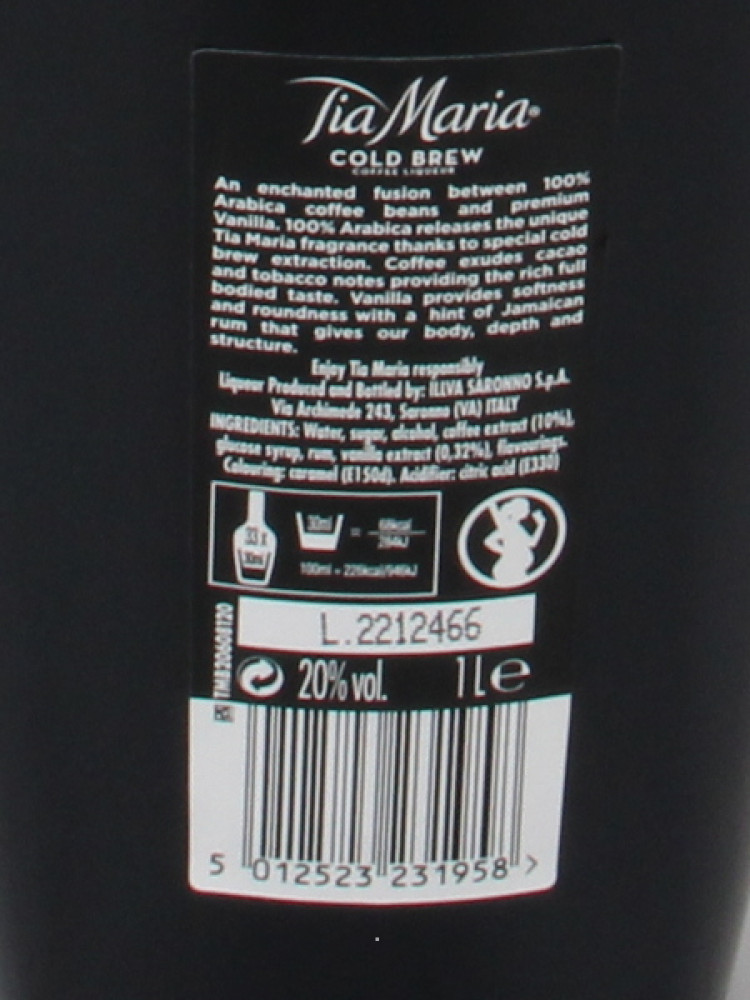 Tia Maria®
COLD BREW
COFFEE LIQUEUR
An enchanted fusion between 100%
Arabica coffee beans and premium
Vanilla. 100% Arabica releases the unique
Tia Maria fragrance thanks to special cold
brew extraction. Coffee exudes cacao
and tobacco notes providing the rich full
bodied taste. Vanilla provides softness
and roundness with a hint of Jamaican
rum that gives our body, depth and
structure.
Enjoy Tia Maria responsibly
Liqueur Produced and Bottled by: ILLVA SARONNO S.p.A.
Via Archimede 243, Saronno (VA) ITALY
INGREDIENTS: Water, sugar, alcohol, coffee extract (10%),
glucose syrup, rum, vanilla extract (0,32%), flavourings.
Colouring: caramel (E150d). Acidifier: citric acid (E330)
33 x
30ml
30ml = 68kcal
284kJ
100ml = 226kcal/946kJ
L.2212466
20% vol. 1 L e
5 012523 231958 >